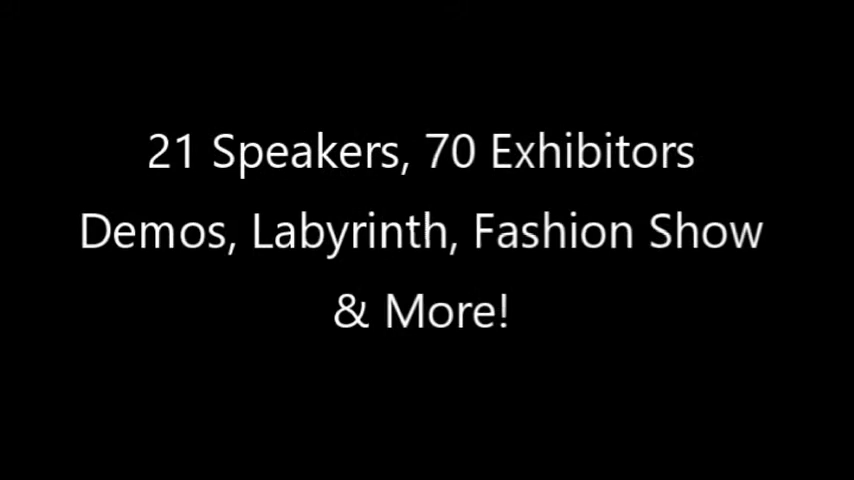 21 Speakers, 70 Exhibitors
Demos, Labyrinth, Fashion Show
& More!